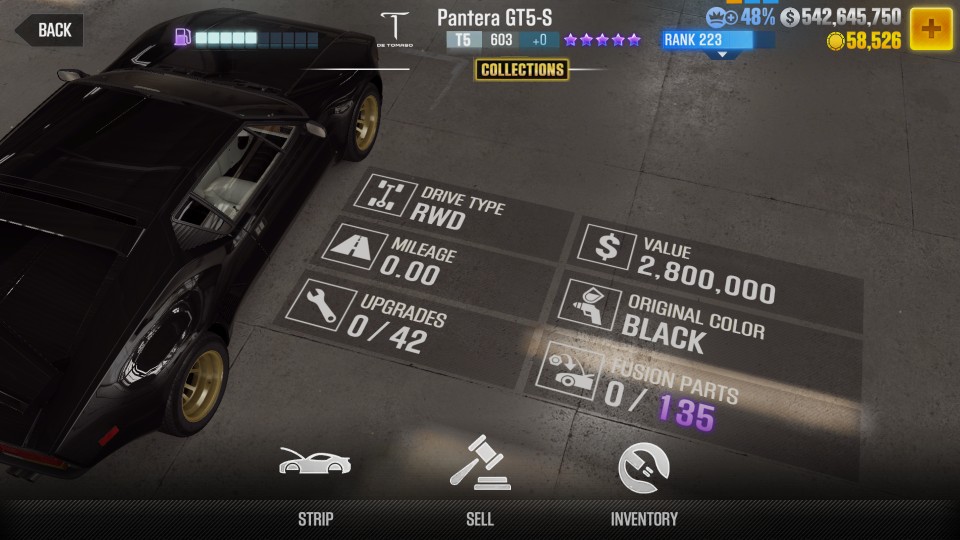 BACK
DE TOMASO
Pantera GT5-S
T5 603 +0
COLLECTIONS
48%
542,645,750
RANK 223
58,526
DRIVE TYPE
RWD
MILEAGE
0.00
UPGRADES
0/42
VALUE
2,800,000
ORIGINAL COLOR
BLACK
FUSION PARTS
0/135
STRIP
SELL
INVENTORY